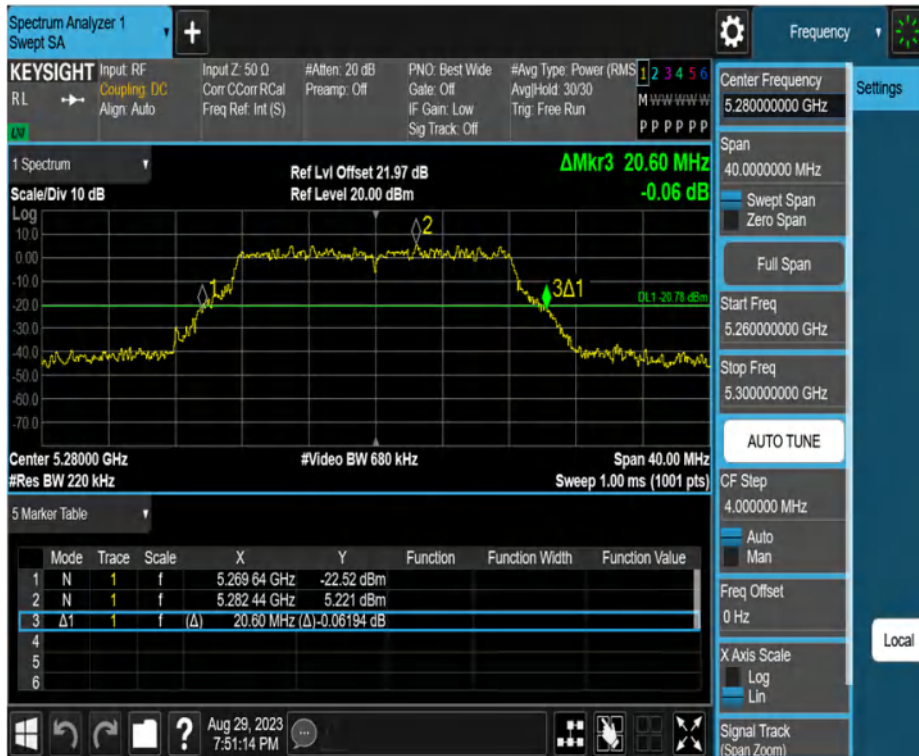 Spectrum Analyzer 1
Swept SA
Frequency
KEYSIGHT
RL
LXI
Input: RF
Coupling: DC
Align: Auto
Input Z: 50 Ω
Corr CCorr RCal
Freq Ref: Int (S)
#Atten: 20 dB
Preamp: Off
PNO: Best Wide
Gate: Off
IF Gain: Low
Sig Track: Off
#Avg Type: Power (RMS
Avg|Hold: 30/30
Trig: Free Run
1 2 3 4 5 6
M W W W W W
P P P P P P
Center Frequency
5.280000000 GHz
Settings
1 Spectrum
Scale/Div 10 dB
Ref Lvl Offset 21.97 dB
Ref Level 20.00 dBm
ΔMkr3 20.60 MHz
-0.06 dB
Span
40.0000000 MHz
Swept Span
Zero Span
Full Span
Start Freq
5.260000000 GHz
Stop Freq
5.300000000 GHz
AUTO TUNE
CF Step
4.000000 MHz
Auto
Man
Freq Offset
0 Hz
X Axis Scale
Log
Lin
Signal Track
(Span Zoom)
Local
Log
10.0
0.00
-10.0
-20.0
-30.0
-40.0
-50.0
-60.0
-70.0
1
2
3Δ1
DL1 -20.78 dBm
Center 5.28000 GHz
#Video BW 680 kHz
Span 40.00 MHz
#Res BW 220 kHz
Sweep 1.00 ms (1001 pts)
5 Marker Table
Mode Trace Scale X Y Function Function Width Function Value
1 N 1 f 5.269 64 GHz -22.52 dBm
2 N 1 f 5.282 44 GHz 5.221 dBm
3 Δ1 1 f (Δ) 20.60 MHz (Δ) -0.06194 dB
4
5
6
?
Aug 29, 2023
7:51:14 PM